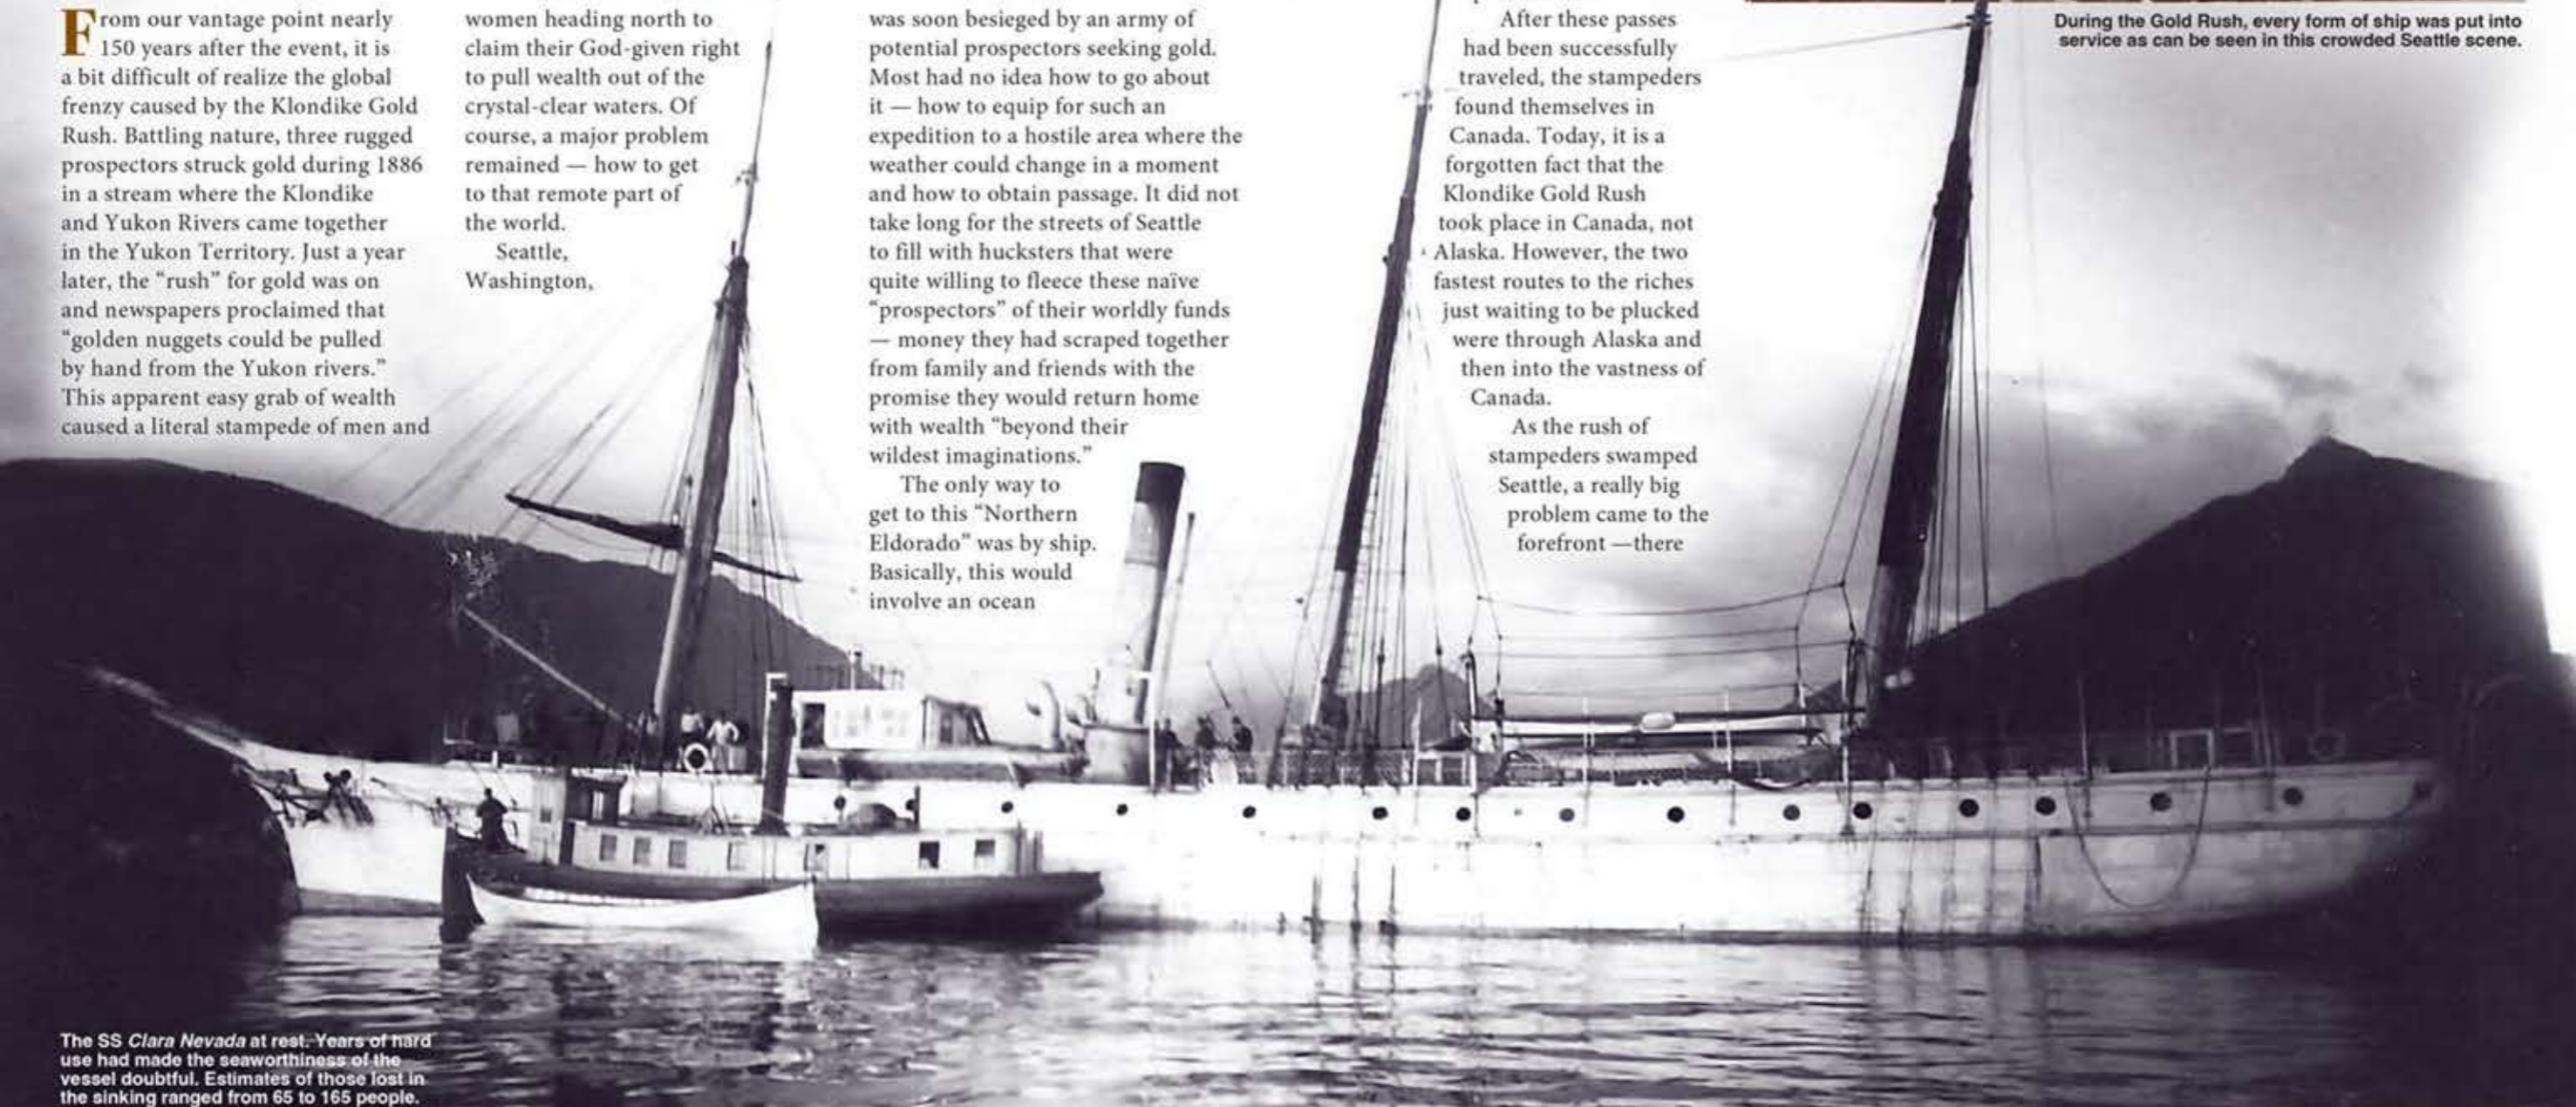 From our vantage point nearly
150 years after the event, it is
a bit difficult of realize the global
frenzy caused by the Klondike Gold
Rush. Battling nature, three rugged
prospectors struck gold during 1886
in a stream where the Klondike
and Yukon Rivers came together
in the Yukon Territory. Just a year
later, the “rush” for gold was on
and newspapers proclaimed that
“golden nuggets could be pulled
by hand from the Yukon rivers.”
This apparent easy grab of wealth
caused a literal stampede of men and
women heading north to
claim their God-given right
to pull wealth out of the
crystal-clear waters. Of
course, a major problem
remained — how to get
to that remote part of
the world.
Seattle,
Washington,
was soon besieged by an army of
potential prospectors seeking gold.
Most had no idea how to go about
it — how to equip for such an
expedition to a hostile area where the
weather could change in a moment
and how to obtain passage. It did not
take long for the streets of Seattle
to fill with hucksters that were
quite willing to fleece these naïve
“prospectors” of their worldly funds
— money they had scraped together
from family and friends with the
promise they would return home
with wealth “beyond their
wildest imaginations.”
The only way to
get to this “Northern
Eldorado” was by ship.
Basically, this would
involve an ocean
After these passes
had been successfully
traveled, the stampeders
found themselves in
Canada. Today, it is a
forgotten fact that the
Klondike Gold Rush
took place in Canada, not
Alaska. However, the two
fastest routes to the riches
just waiting to be plucked
were through Alaska and
then into the vastness of
Canada.
As the rush of
stampeders swamped
Seattle, a really big
problem came to the
forefront —there
During the Gold Rush, every form of ship was put into
service as can be seen in this crowded Seattle scene.
The SS Clara Nevada at rest. Years of hard
use had made the seaworthiness of the
vessel doubtful. Estimates of those lost in
the sinking ranged from 65 to 165 people.